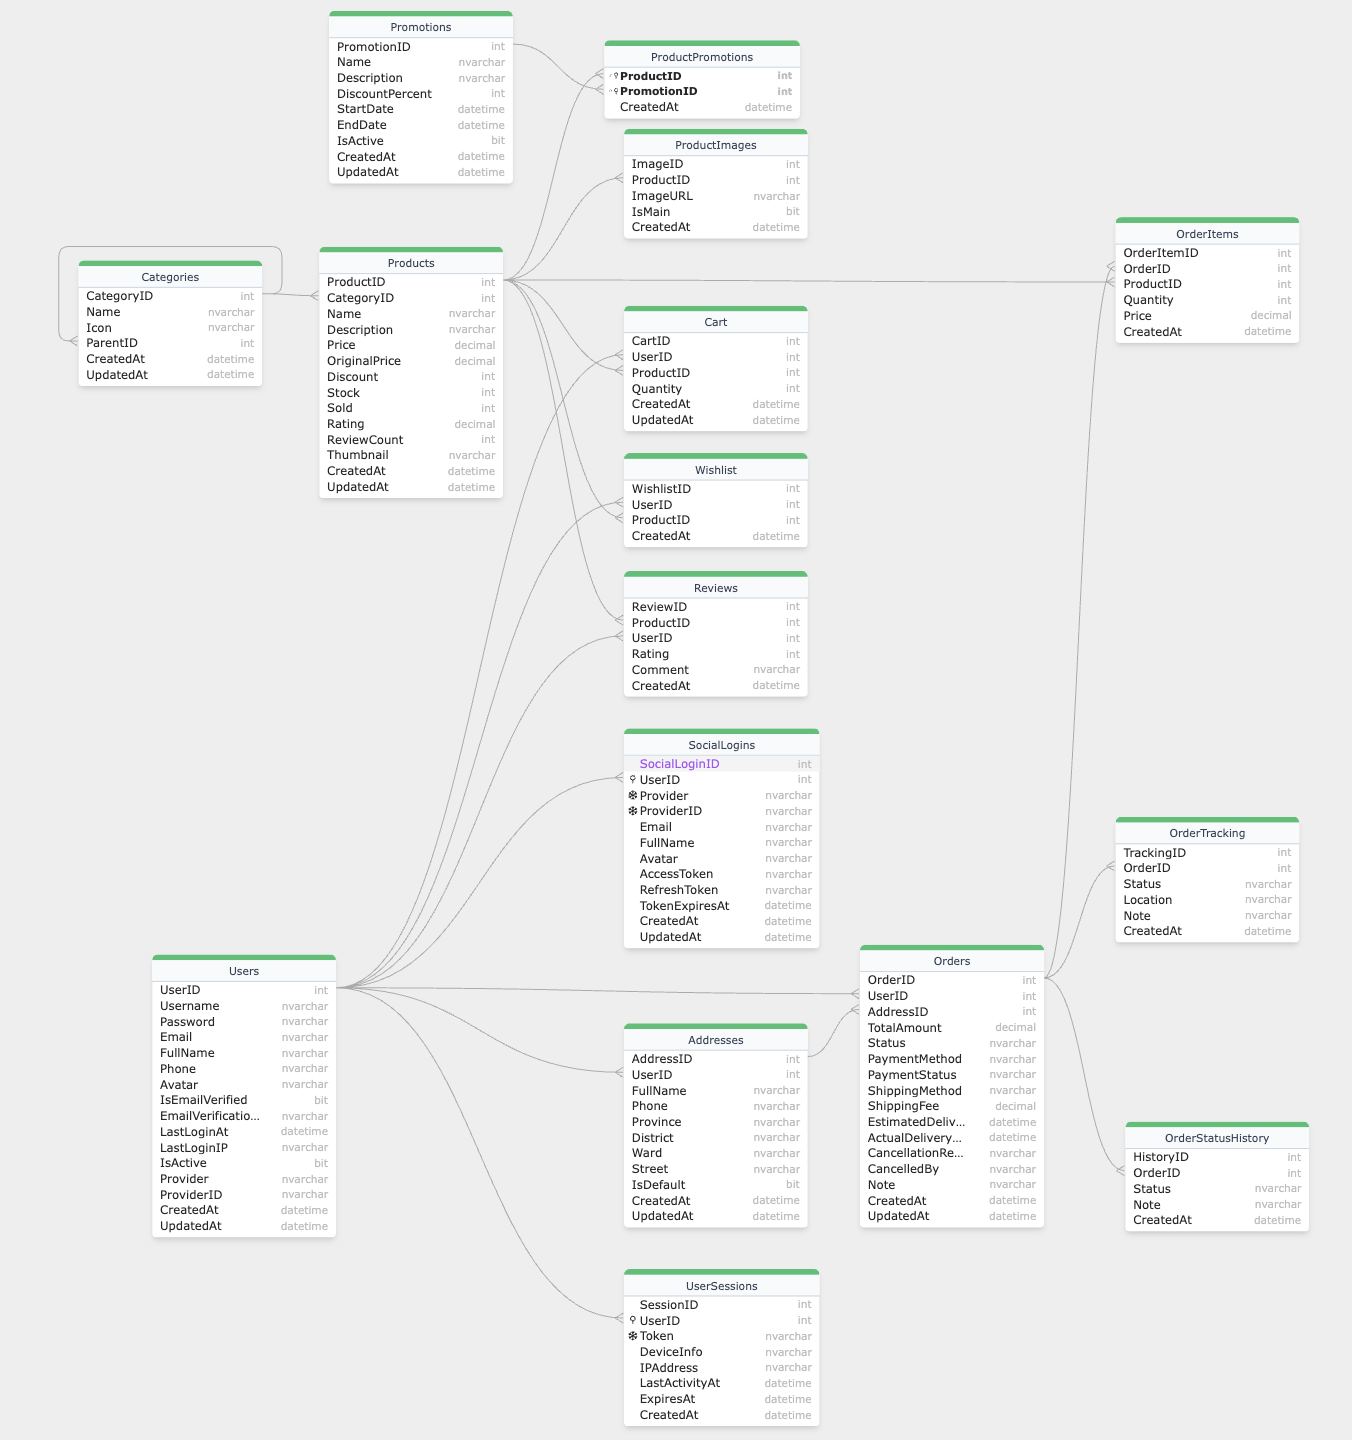 Promotions
PromotionID int
Name nvarchar
Description nvarchar
DiscountPercent int
StartDate datetime
EndDate datetime
IsActive bit
CreatedAt datetime
UpdatedAt datetime
ProductPromotions
ProductID int
PromotionID int
CreatedAt datetime
ProductImages
ImageID int
ProductID int
ImageURL nvarchar
IsMain bit
CreatedAt datetime
OrderItems
OrderItemID int
OrderID int
ProductID int
Quantity int
Price decimal
CreatedAt datetime
Categories
CategoryID int
Name nvarchar
Icon nvarchar
ParentID int
CreatedAt datetime
UpdatedAt datetime
Products
ProductID int
CategoryID int
Name nvarchar
Description nvarchar
Price decimal
OriginalPrice decimal
Discount int
Stock int
Sold int
Rating decimal
ReviewCount int
Thumbnail nvarchar
CreatedAt datetime
UpdatedAt datetime
Cart
CartID int
UserID int
ProductID int
Quantity int
CreatedAt datetime
UpdatedAt datetime
Wishlist
WishlistID int
UserID int
ProductID int
CreatedAt datetime
Reviews
ReviewID int
ProductID int
UserID int
Rating int
Comment nvarchar
CreatedAt datetime
SocialLogins
SocialLoginID int
UserID int
Provider nvarchar
ProviderID nvarchar
Email nvarchar
FullName nvarchar
Avatar nvarchar
AccessToken nvarchar
RefreshToken nvarchar
TokenExpiresAt datetime
CreatedAt datetime
UpdatedAt datetime
OrderTracking
TrackingID int
OrderID int
Status nvarchar
Location nvarchar
Note nvarchar
CreatedAt datetime
Users
UserID int
Username nvarchar
Password nvarchar
Email nvarchar
FullName nvarchar
Phone nvarchar
Avatar nvarchar
IsEmailVerified bit
EmailVerificatio... nvarchar
LastLoginAt datetime
LastLoginIP nvarchar
IsActive bit
Provider nvarchar
ProviderID nvarchar
CreatedAt datetime
UpdatedAt datetime
Addresses
AddressID int
UserID int
FullName nvarchar
Phone nvarchar
Province nvarchar
District nvarchar
Ward nvarchar
Street nvarchar
IsDefault bit
CreatedAt datetime
UpdatedAt datetime
Orders
OrderID int
UserID int
AddressID int
TotalAmount decimal
Status nvarchar
PaymentMethod nvarchar
PaymentStatus nvarchar
ShippingMethod nvarchar
ShippingFee decimal
EstimatedDeliv... datetime
ActualDelivery... datetime
CancellationRe... nvarchar
CancelledBy nvarchar
Note nvarchar
CreatedAt datetime
UpdatedAt datetime
OrderStatusHistory
HistoryID int
OrderID int
Status nvarchar
Note nvarchar
CreatedAt datetime
UserSessions
SessionID int
UserID int
Token nvarchar
DeviceInfo nvarchar
IPAddress nvarchar
LastActivityAt datetime
ExpiresAt datetime
CreatedAt datetime